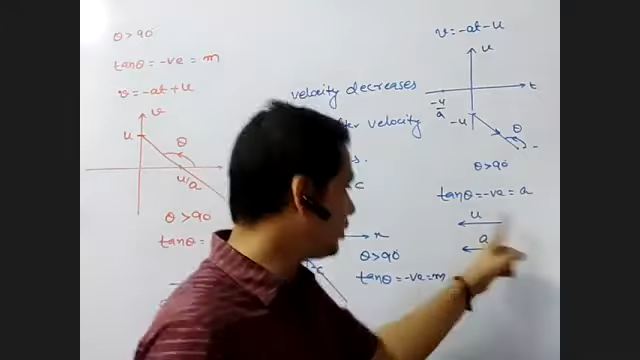 θ > 90
tanθ = -ve = m
v = -at + u
v
u
θ
u/a
θ > 90
tanθ =
velocity decreases
velocity
x
θ > 90
tanθ = -ve = m
v = -at - u
u
t
-u/a
-u
θ
θ > 90
tanθ = -ve = a
u
a